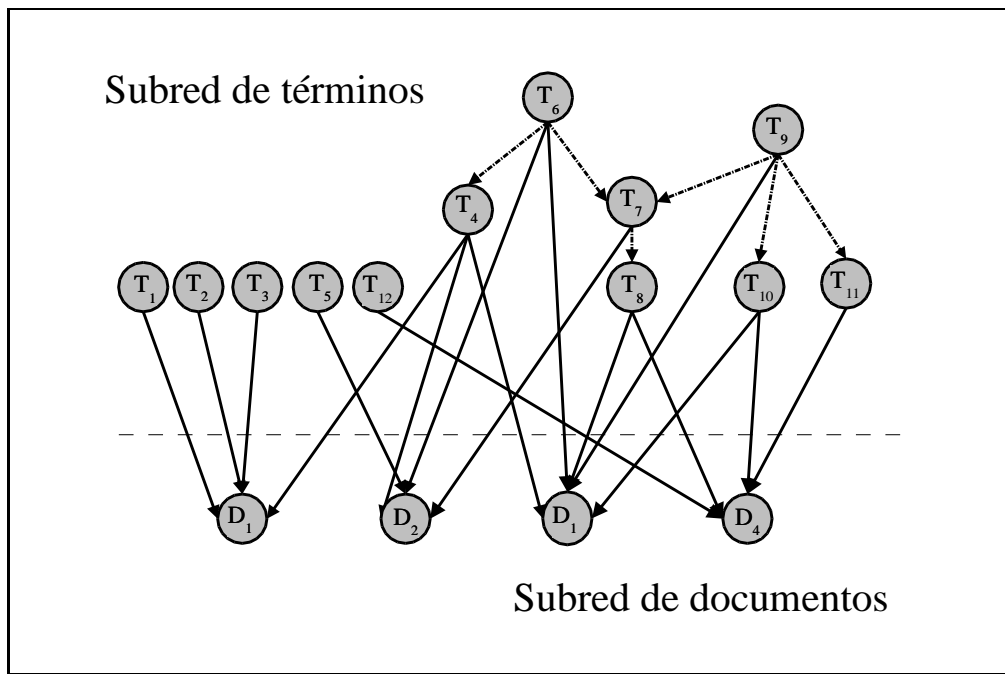 Subred de términos
T6
T9
T4
T7
T1 T2 T3 T5 T12 T8 T10 T11
D1 D2 D1 D4
Subred de documentos